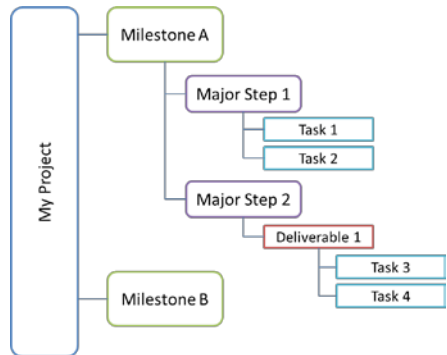 My Project
Milestone A
Major Step 1
Task 1
Task 2
Major Step 2
Deliverable 1
Task 3
Task 4
Milestone B